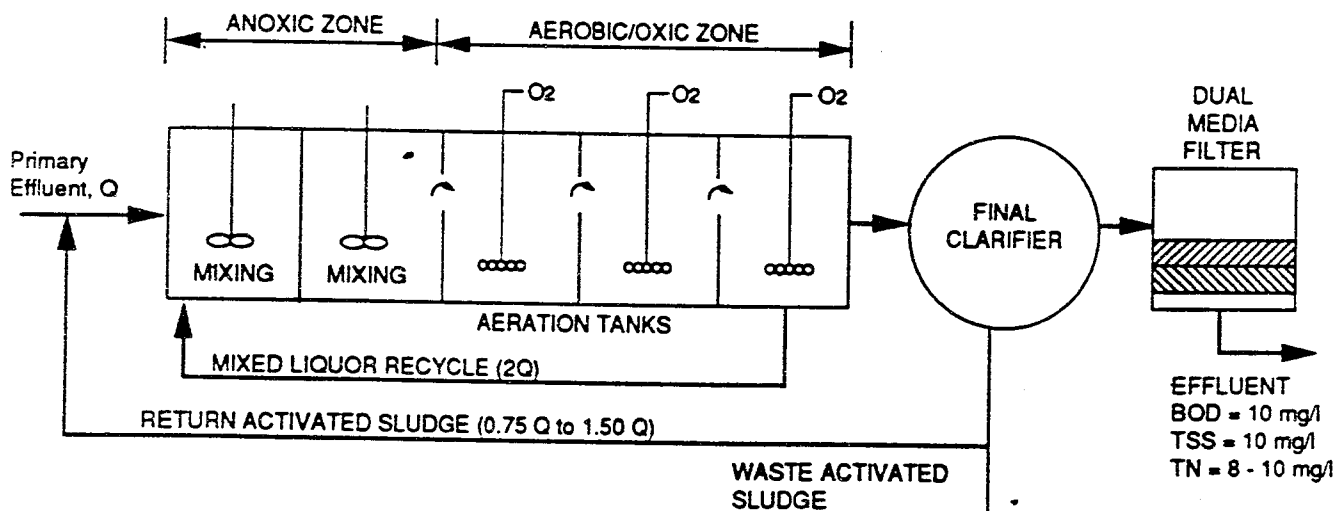 ANOXIC ZONE
AEROBIC/OXIC ZONE
O2
O2
O2
DUAL
MEDIA
FILTER
Primary
Effluent, Q
MIXING
MIXING
FINAL
CLARIFIER
AERATION TANKS
MIXED LIQUOR RECYCLE (2Q)
RETURN ACTIVATED SLUDGE (0.75 Q to 1.50 Q)
WASTE ACTIVATED
SLUDGE
EFFLUENT
BOD = 10 mg/l
TSS = 10 mg/l
TN = 8 - 10 mg/l